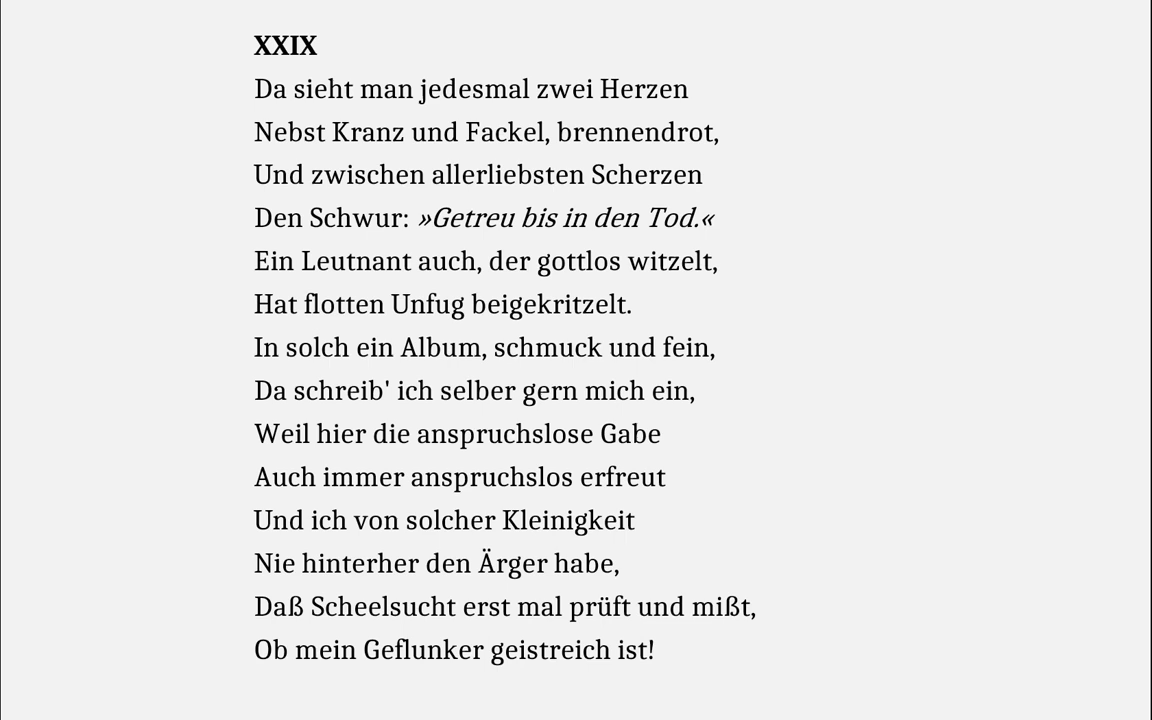 XXIX
Da sieht man jedesmal zwei Herzen
Nebst Kranz und Fackel, brennendrot,
Und zwischen allerliebsten Scherzen
Den Schwur: »Getreu bis in den Tod.«
Ein Leutnant auch, der gottlos witzelt,
Hat flotten Unfug beigekritzelt.
In solch ein Album, schmuck und fein,
Da schreib' ich selber gern mich ein,
Weil hier die anspruchslose Gabe
Auch immer anspruchslos erfreut
Und ich von solcher Kleinigkeit
Nie hinterher den Ärger habe,
Daß Scheelsucht erst mal prüft und mißt,
Ob mein Geflunker geistreich ist!